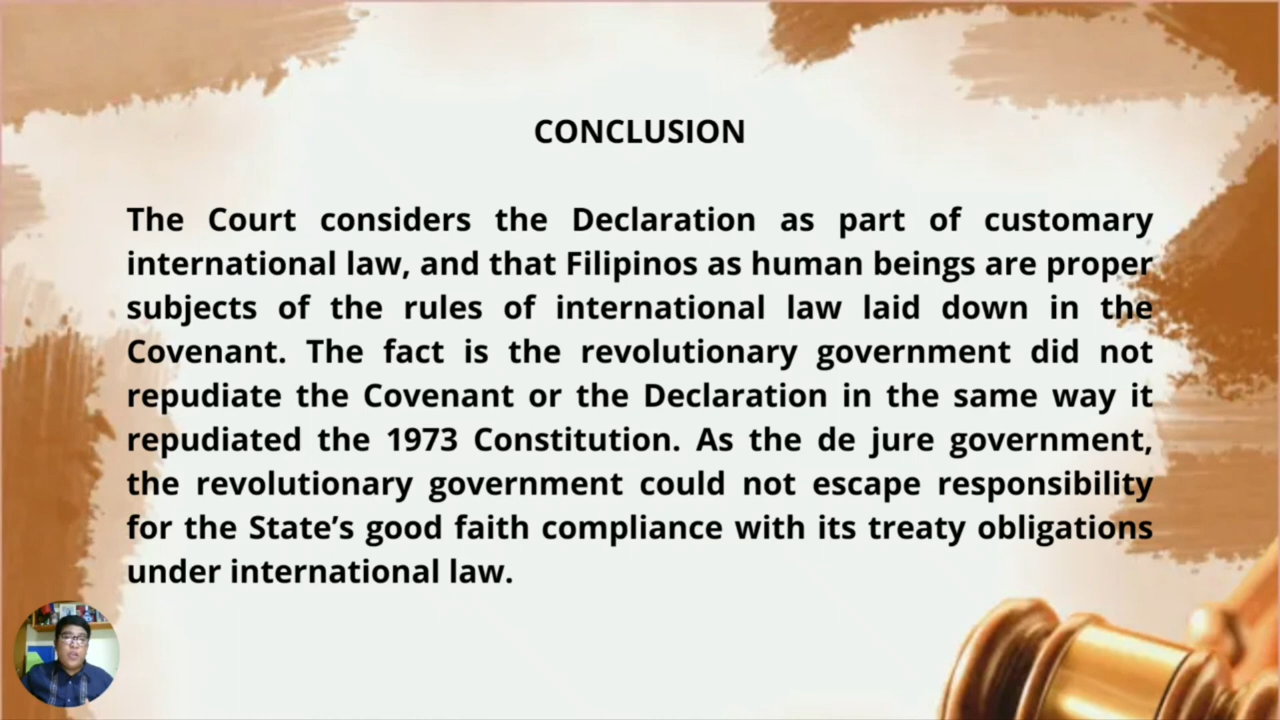 CONCLUSION
The Court considers the Declaration as part of customary
international law, and that Filipinos as human beings are proper
subjects of the rules of international law laid down in the
Covenant. The fact is the revolutionary government did not
repudiate the Covenant or the Declaration in the same way it
repudiated the 1973 Constitution. As the de jure government,
the revolutionary government could not escape responsibility
for the State’s good faith compliance with its treaty obligations
under international law.